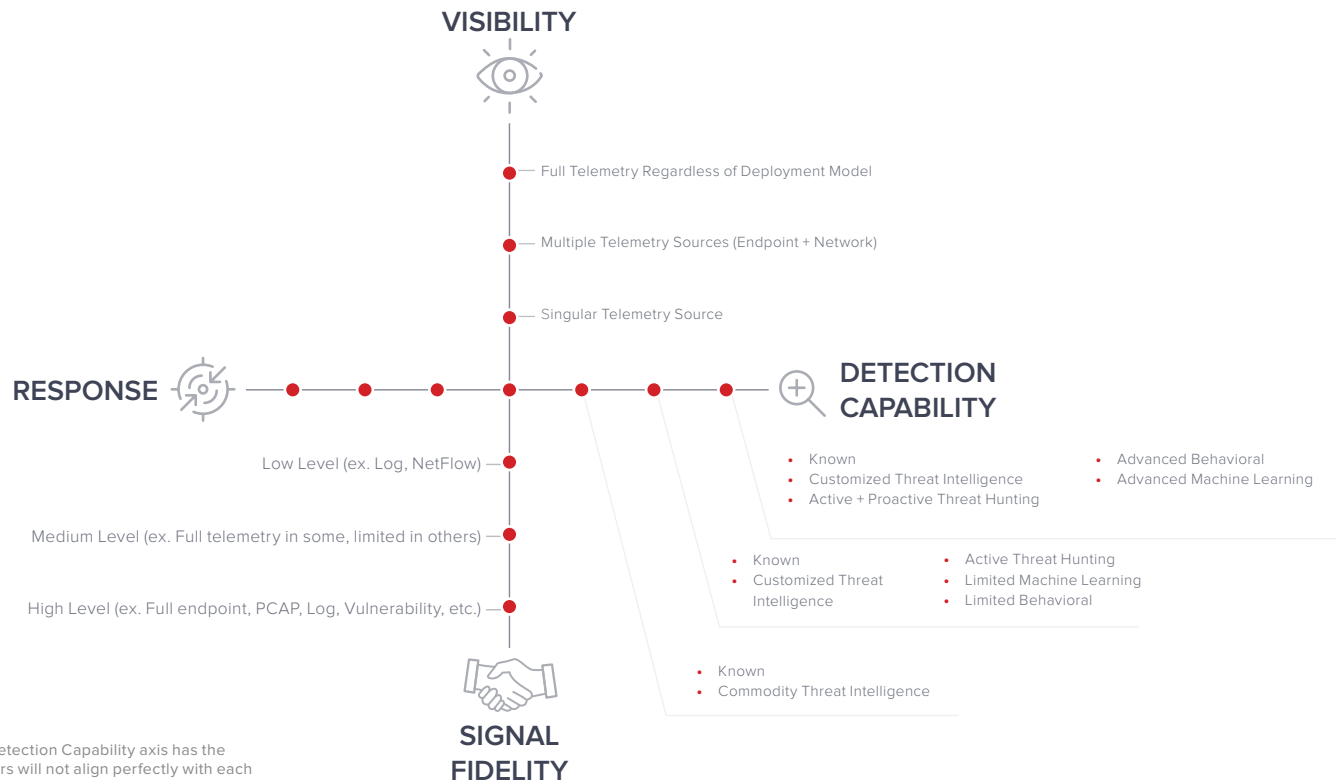 VISIBILITY
Full Telemetry Regardless of Deployment Model
Multiple Telemetry Sources (Endpoint + Network)
Singular Telemetry Source
RESPONSE
DETECTION
CAPABILITY
Low Level (ex. Log, NetFlow)
Medium Level (ex. Full telemetry in some, limited in others)
High Level (ex. Full endpoint, PCAP, Log, Vulnerability, etc.)
• Known
• Customized Threat Intelligence
• Active + Proactive Threat Hunting
• Advanced Behavioral
• Advanced Machine Learning
• Known
• Customized Threat
Intelligence
• Active Threat Hunting
• Limited Machine Learning
• Limited Behavioral
• Known
• Commodity Threat Intelligence
SIGNAL
FIDELITY
etection Capability axis has the
rs will not align perfectly with each